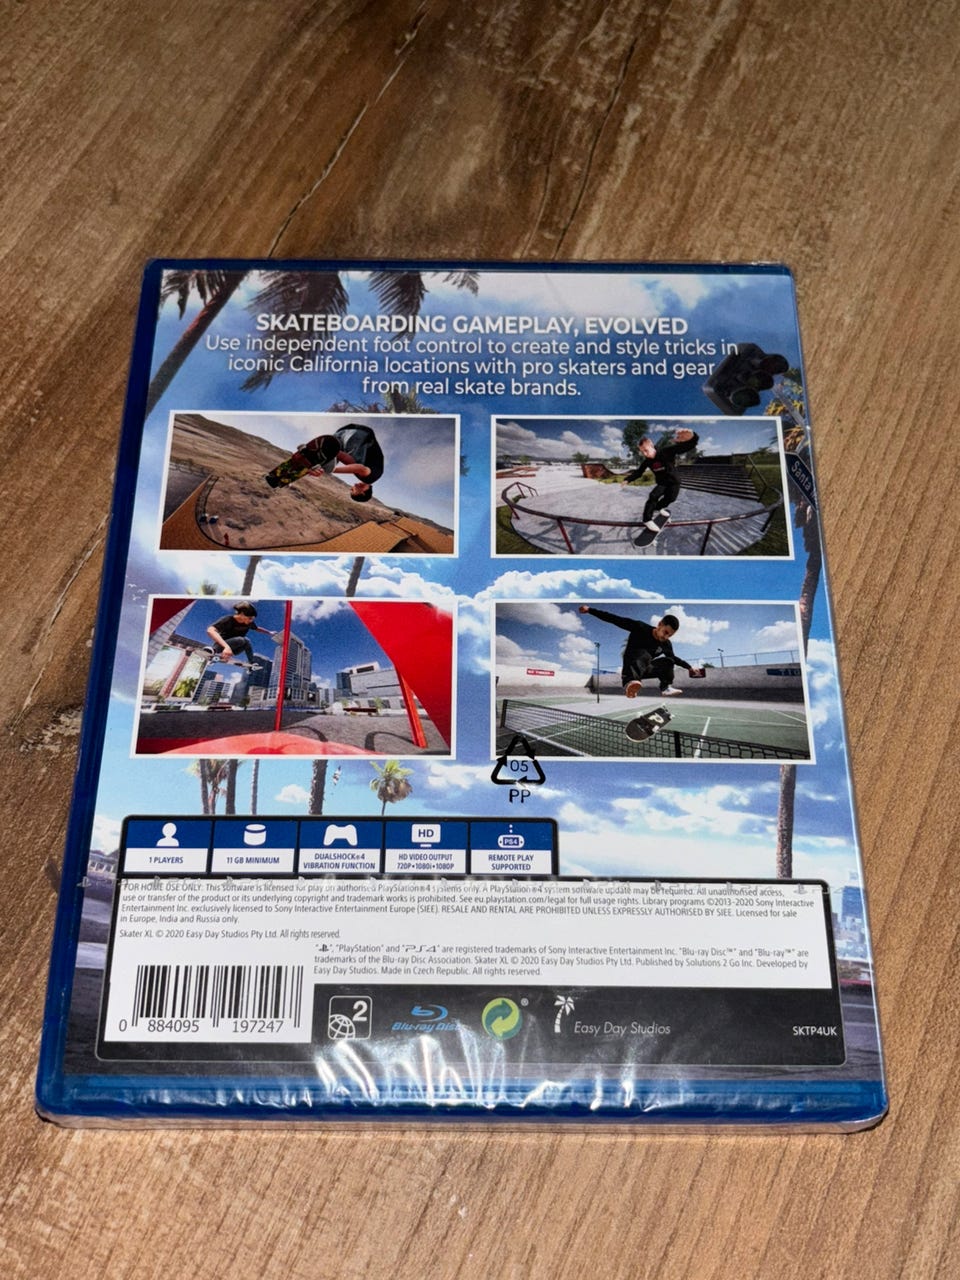 SKATEBOARDING GAMEPLAY, EVOLVED
Use independent foot control to create and style tricks in
iconic California locations with pro skaters and gear
from real skate brands.
Santa
05
PP
HD
PS4
1 PLAYERS
11 GB MINIMUM
DUALSHOCK®4
VIBRATION FUNCTION
HD VIDEO OUTPUT
720p•1080i•1080P
REMOTE PLAY
SUPPORTED
FOR HOME USE ONLY: This software is licensed for play on authorised PlayStation®4 systems only. A PlayStation®4 system software update may be required. All unauthorised access,
use or transfer of the product or its underlying copyright and trademark works is prohibited. See eu.playstation.com/legal for full usage rights. Library programs ©2013-2020 Sony Interactive
Entertainment Inc. exclusively licensed to Sony Interactive Entertainment Europe (SIEE). RESALE AND RENTAL ARE PROHIBITED UNLESS EXPRESSLY AUTHORISED BY SIEE. Licensed for sale
in Europe, India and Russia only.
Skater XL © 2020 Easy Day Studios Pty Ltd. All rights reserved.
"PlayStation" and "PS4" are registered trademarks of Sony Interactive Entertainment Inc. "Blu-ray Disc™" and "Blu-ray™" are
trademarks of the Blu-ray Disc Association. Skater XL © 2020 Easy Day Studios Pty Ltd. Published by Solutions 2 Go Inc. Developed by
Easy Day Studios. Made in Czech Republic. All rights reserved.
0 884095 197247
2
Blu-ray Disc
®
Easy Day Studios
SKTP4UK